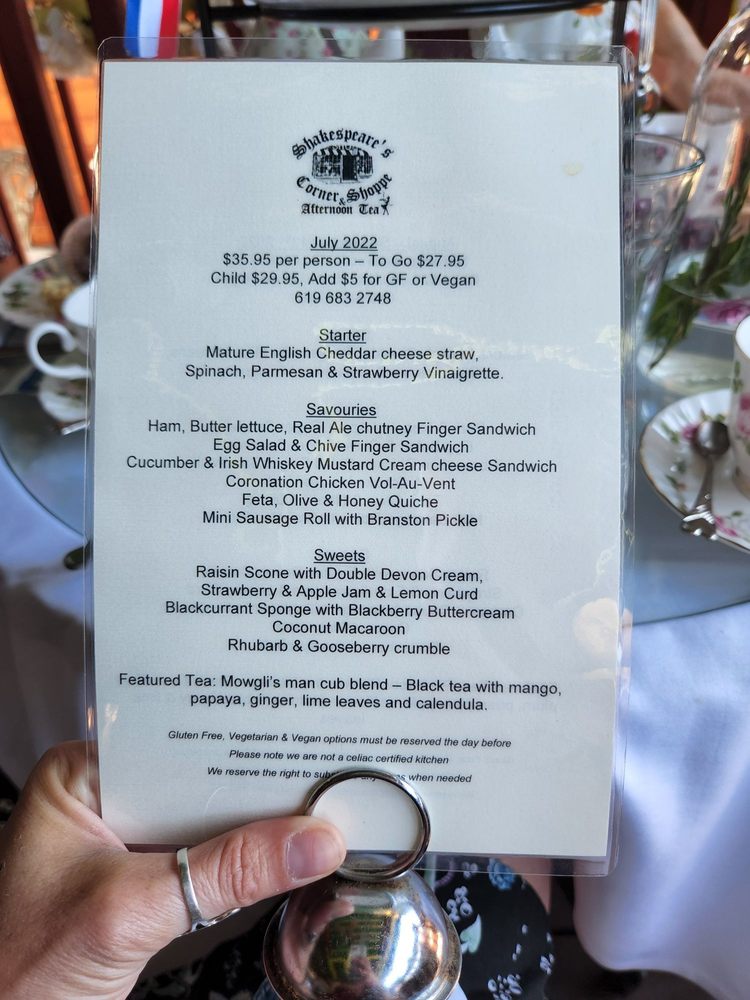 Shakespeare's
Corner Shoppe
&
Afternoon Tea
July 2022
$35.95 per person – To Go $27.95
Child $29.95, Add $5 for GF or Vegan
619 683 2748
Starter
Mature English Cheddar cheese straw,
Spinach, Parmesan & Strawberry Vinaigrette.
Savouries
Ham, Butter lettuce, Real Ale chutney Finger Sandwich
Egg Salad & Chive Finger Sandwich
Cucumber & Irish Whiskey Mustard Cream cheese Sandwich
Coronation Chicken Vol-Au-Vent
Feta, Olive & Honey Quiche
Mini Sausage Roll with Branston Pickle
Sweets
Raisin Scone with Double Devon Cream,
Strawberry & Apple Jam & Lemon Curd
Blackcurrant Sponge with Blackberry Buttercream
Coconut Macaroon
Rhubarb & Gooseberry crumble
Featured Tea: Mowgli's man cub blend – Black tea with mango,
papaya, ginger, lime leaves and calendula.
Gluten Free, Vegetarian & Vegan options must be reserved the day before
Please note we are not a celiac certified kitchen
We reserve the right to when needed